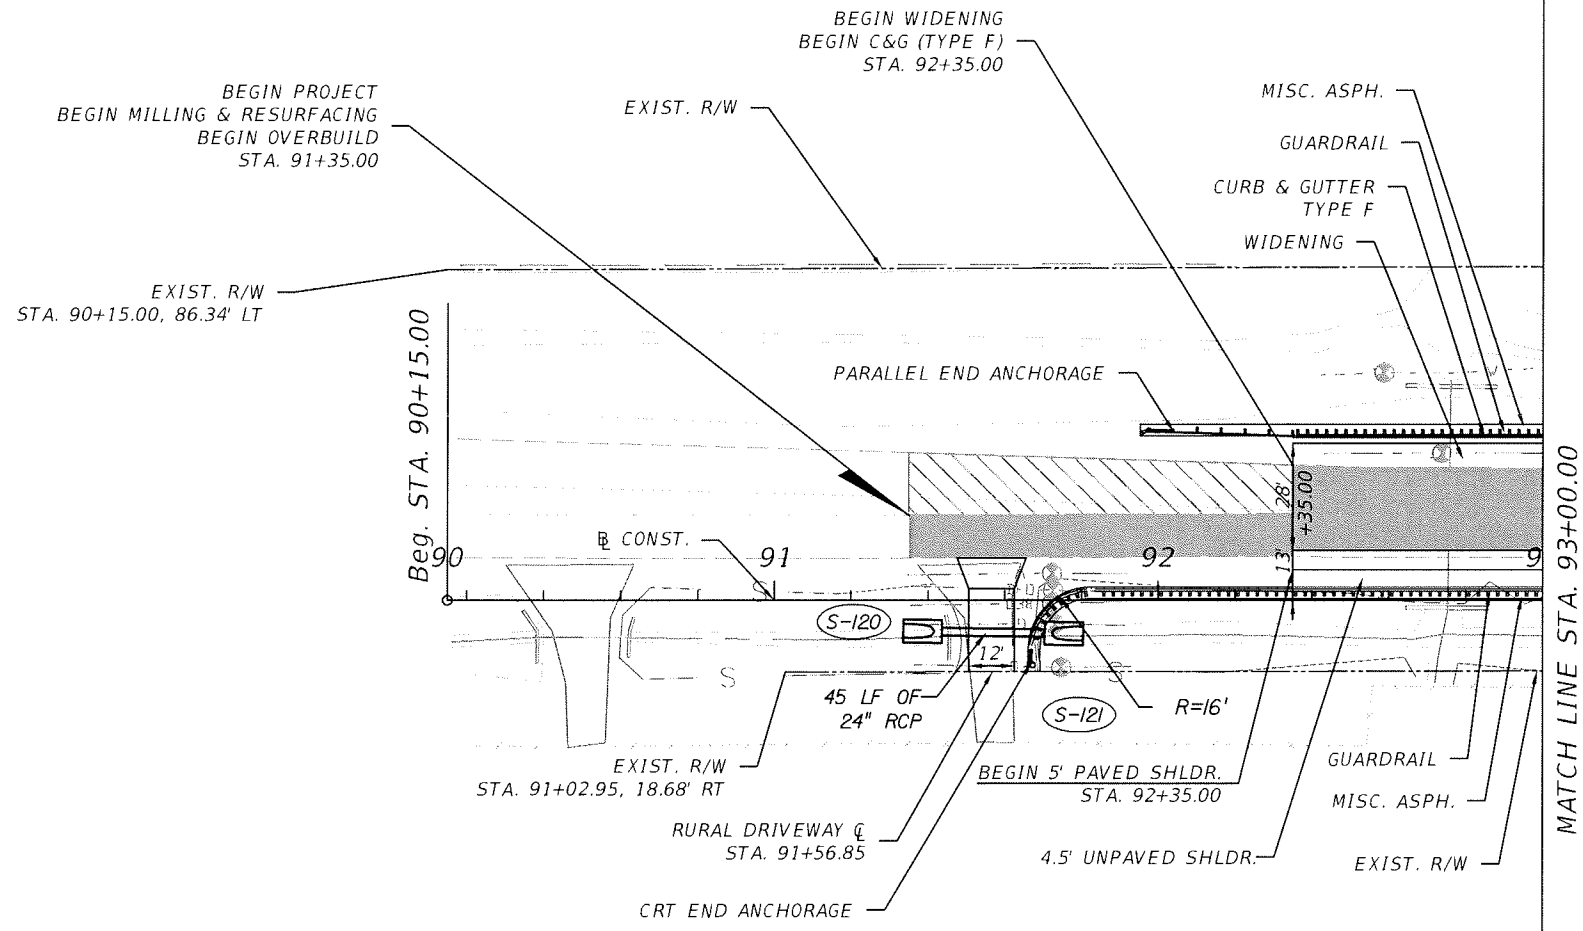 BEGIN WIDENING
BEGIN C&G (TYPE F)
STA. 92+35.00
BEGIN PROJECT
BEGIN MILLING & RESURFACING
BEGIN OVERBUILD
STA. 91+35.00
EXIST. R/W
MISC. ASPH.
GUARDRAIL
CURB & GUTTER
TYPE F
WIDENING
EXIST. R/W
STA. 90+15.00, 86.34' LT
Beg. STA. 90+15.00
PARALLEL END ANCHORAGE
28'
+35.00
13'
90
℄ CONST.
91
92
9
S
S-120
12'
45 LF OF
24" RCP
S
S
S
S-121
R=16'
EXIST. R/W
STA. 91+02.95, 18.68' RT
BEGIN 5' PAVED SHLDR.
STA. 92+35.00
GUARDRAIL
MISC. ASPH.
RURAL DRIVEWAY ℄
STA. 91+56.85
4.5' UNPAVED SHLDR.
EXIST. R/W
CRT END ANCHORAGE
MATCH LINE STA. 93+00.00